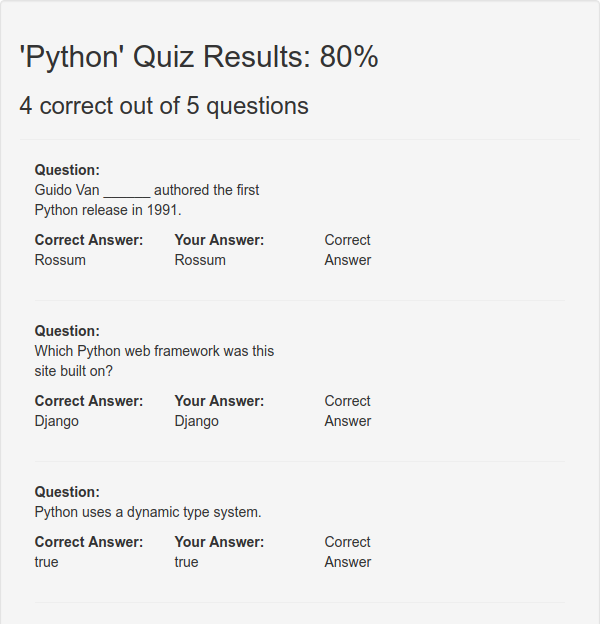 'Python' Quiz Results: 80%
4 correct out of 5 questions
Question:
Guido Van ______ authored the first
Python release in 1991.
Correct Answer: Your Answer: Correct
Rossum Rossum Answer
Question:
Which Python web framework was this
site built on?
Correct Answer: Your Answer: Correct
Django Django Answer
Question:
Python uses a dynamic type system.
Correct Answer: Your Answer: Correct
true true Answer